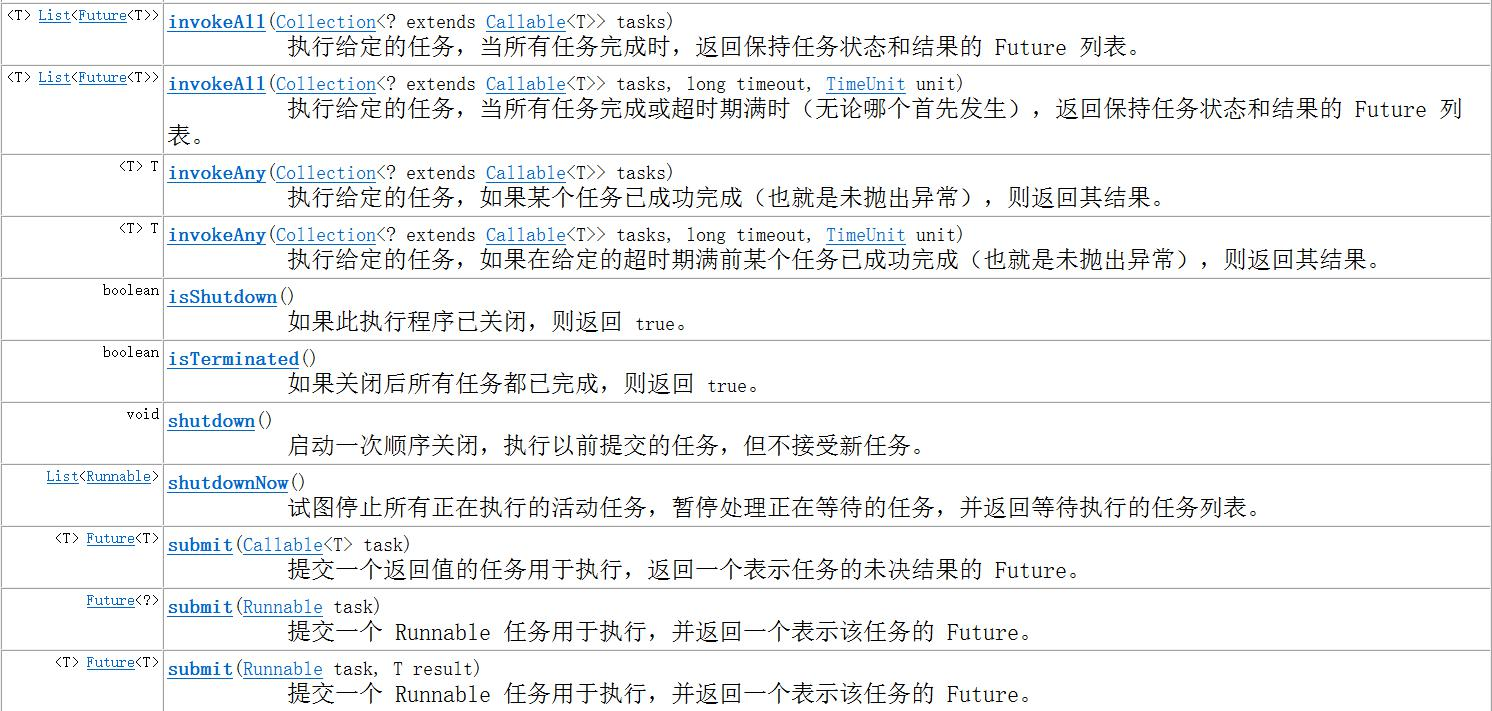 <T> List<Future<T>> invokeAll(Collection<? extends Callable<T>> tasks)
执行给定的任务，当所有任务完成时，返回保持任务状态和结果的 Future 列表。
<T> List<Future<T>> invokeAll(Collection<? extends Callable<T>> tasks, long timeout, TimeUnit unit)
执行给定的任务，当所有任务完成或超时期满时（无论哪个首先发生），返回保持任务状态和结果的 Future 列
表。
<T> T invokeAny(Collection<? extends Callable<T>> tasks)
执行给定的任务，如果某个任务已成功完成（也就是未抛出异常），则返回其结果。
<T> T invokeAny(Collection<? extends Callable<T>> tasks, long timeout, TimeUnit unit)
执行给定的任务，如果在给定的超时期满前某个任务已成功完成（也就是未抛出异常），则返回其结果。
boolean isShutdown()
如果此执行程序已关闭，则返回 true。
boolean isTerminated()
如果关闭后所有任务都已完成，则返回 true。
void shutdown()
启动一次顺序关闭，执行以前提交的任务，但不接受新任务。
List<Runnable> shutdownNow()
试图停止所有正在执行的活动任务，暂停处理正在等待的任务，并返回等待执行的任务列表。
<T> Future<T> submit(Callable<T> task)
提交一个返回值的任务用于执行，返回一个表示任务的未决结果的 Future。
Future<?> submit(Runnable task)
提交一个 Runnable 任务用于执行，并返回一个表示该任务的 Future。
<T> Future<T> submit(Runnable task, T result)
提交一个 Runnable 任务用于执行，并返回一个表示该任务的 Future。